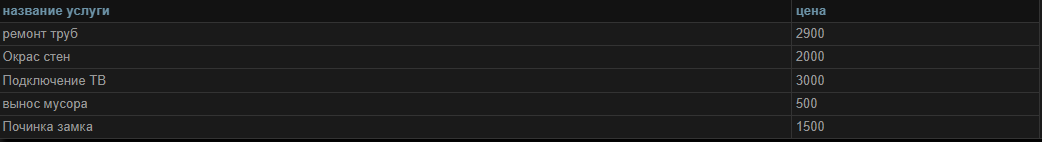 название услуги цена
ремонт труб 2900
Окрас стен 2000
Подключение ТВ 3000
вынос мусора 500
Починка замка 1500